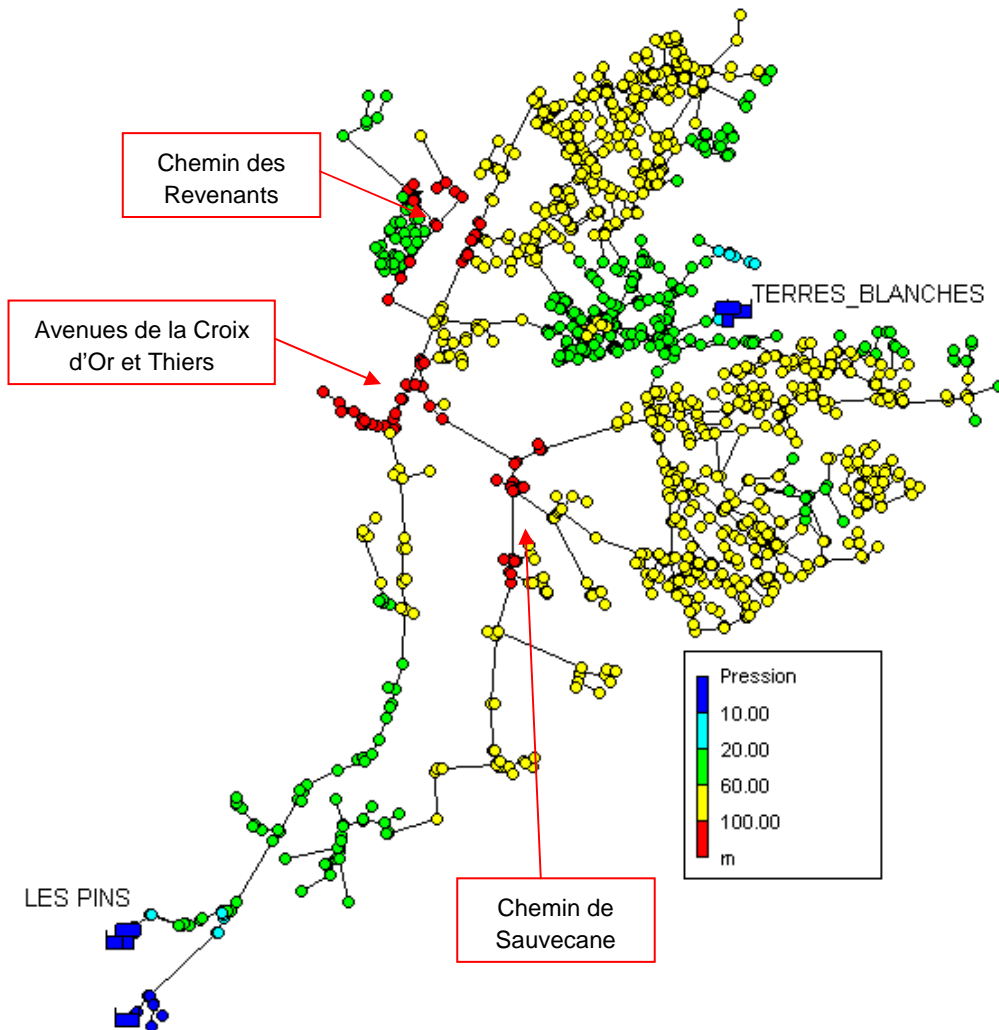 Chemin des
Revenants
TERRES_BLANCHES
Avenues de la Croix
d'Or et Thiers
Pression
10.00
20.00
60.00
100.00
m
LES PINS
Chemin de
Sauvecane